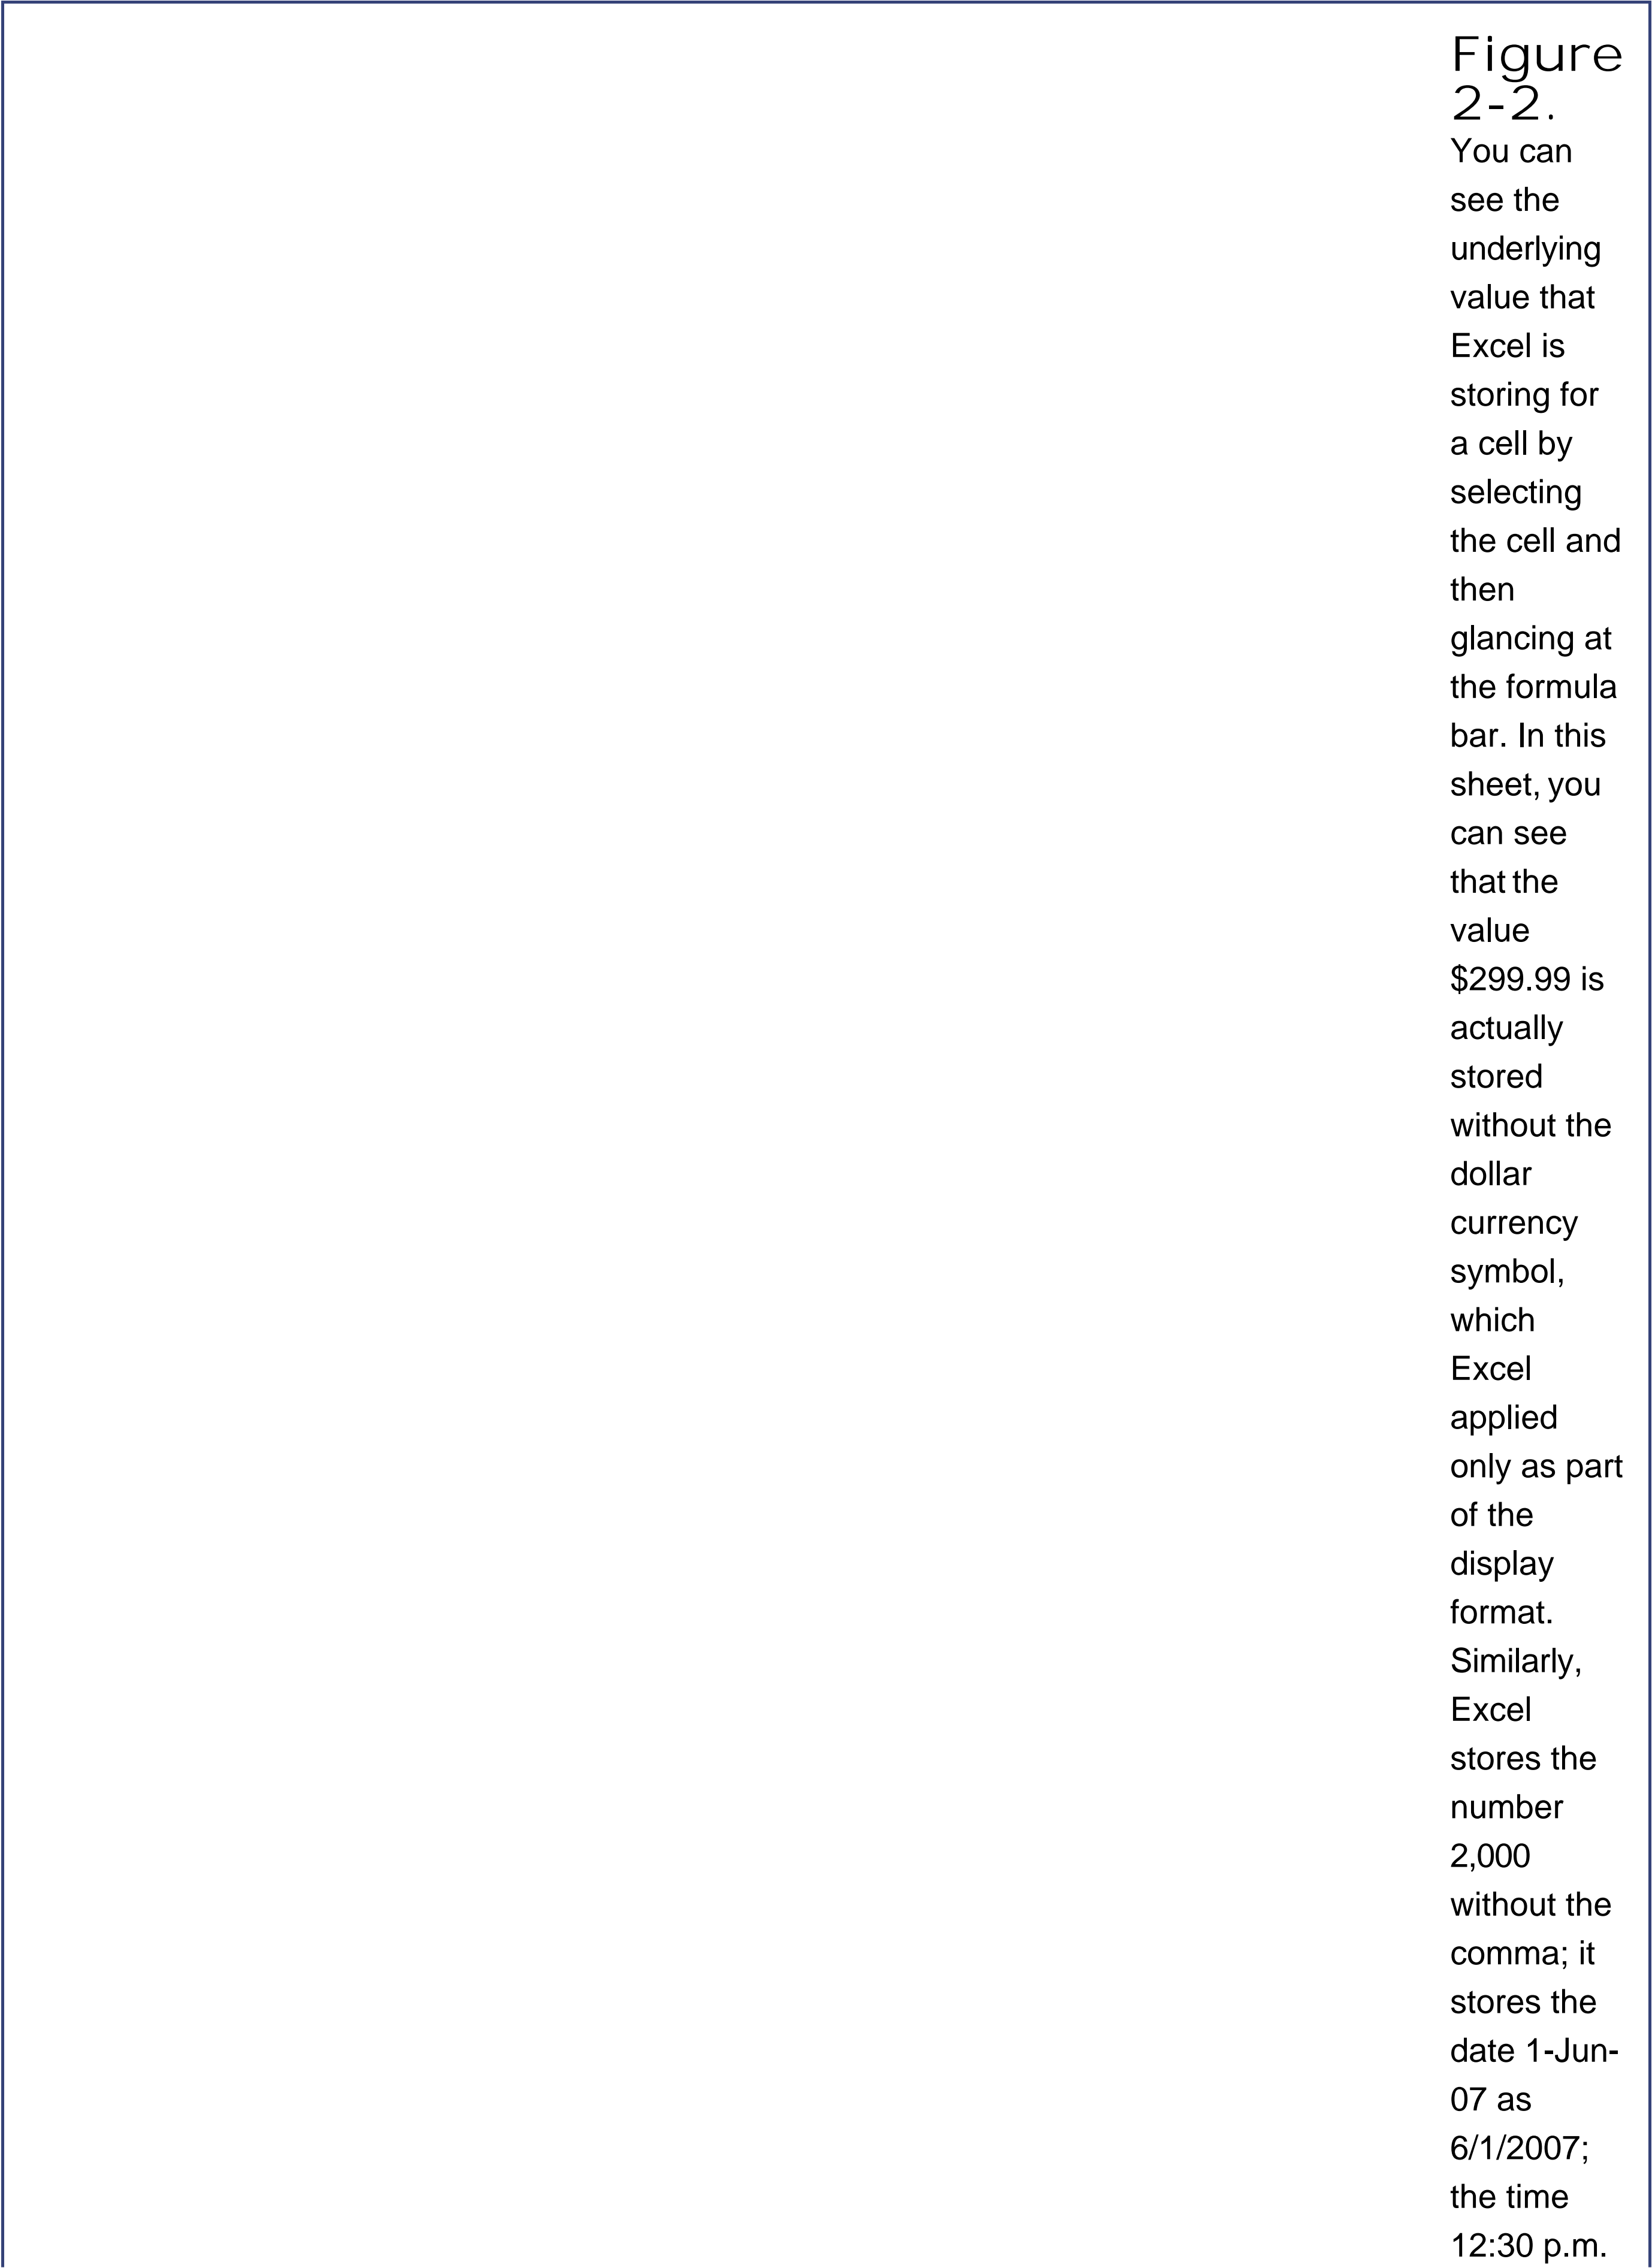 Figure
2-2.
You can
see the
underlying
value that
Excel is
storing for
a cell by
selecting
the cell and
then
glancing at
the formula
bar. In this
sheet, you
can see
that the
value
$299.99 is
actually
stored
without the
dollar
currency
symbol,
which
Excel
applied
only as part
of the
display
format.
Similarly,
Excel
stores the
number
2,000
without the
comma; it
stores the
date 1-Jun-
07 as
6/1/2007;
the time
12:30 p.m.